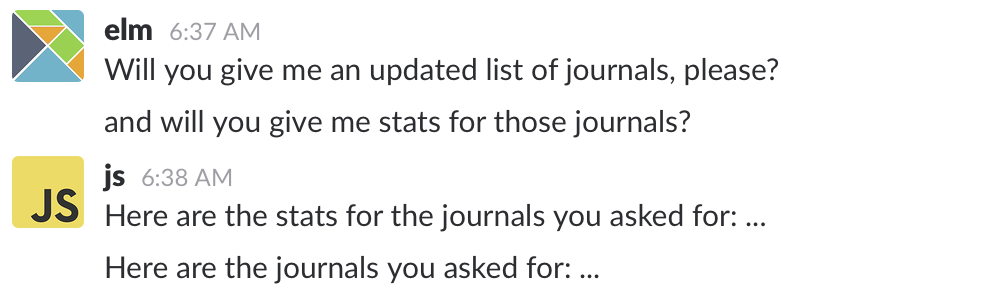 elm 6:37 AM
Will you give me an updated list of journals, please?
and will you give me stats for those journals?
JS
js 6:38 AM
Here are the stats for the journals you asked for: ...
Here are the journals you asked for: ...